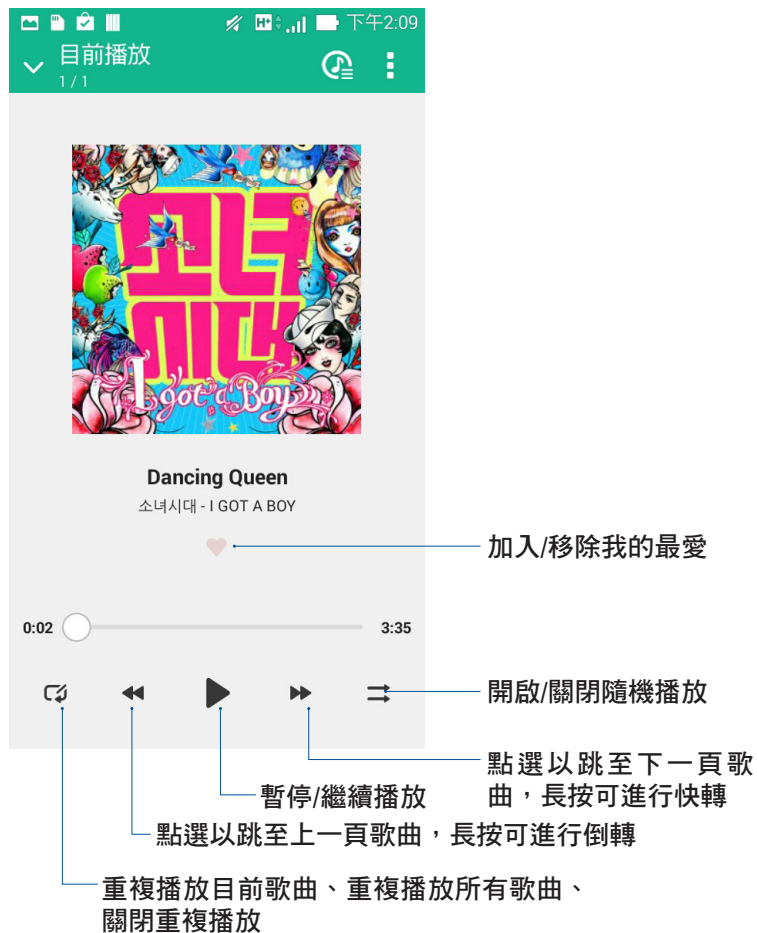 下午2:09
目前播放
1 / 1
소녀
시대
I got a Boy
Dancing Queen
소녀시대 - I GOT A BOY
加入/移除我的最愛
0:02
3:35
開啟/關閉隨機播放
點選以跳至下一頁歌
曲，長按可進行快轉
暫停/繼續播放
點選以跳至上一頁歌曲，長按可進行倒轉
重複播放目前歌曲、重複播放所有歌曲、
關閉重複播放